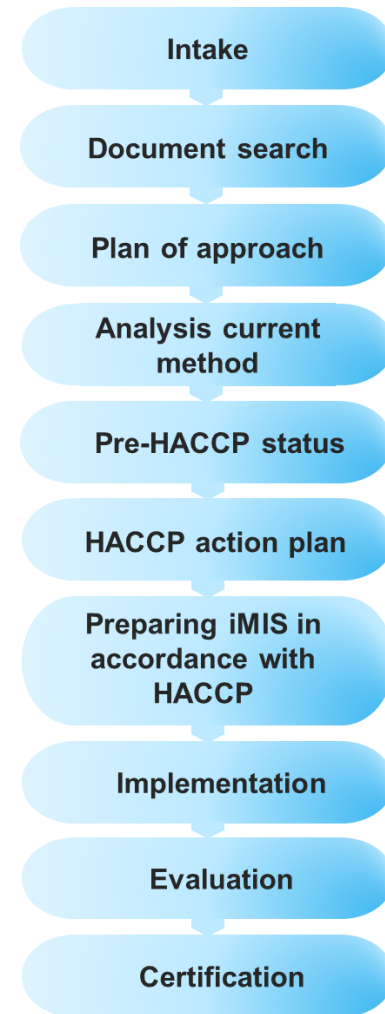 Intake
Document search
Plan of approach
Analysis current
method
Pre-HACCP status
HACCP action plan
Preparing iMIS in
accordance with
HACCP
Implementation
Evaluation
Certification